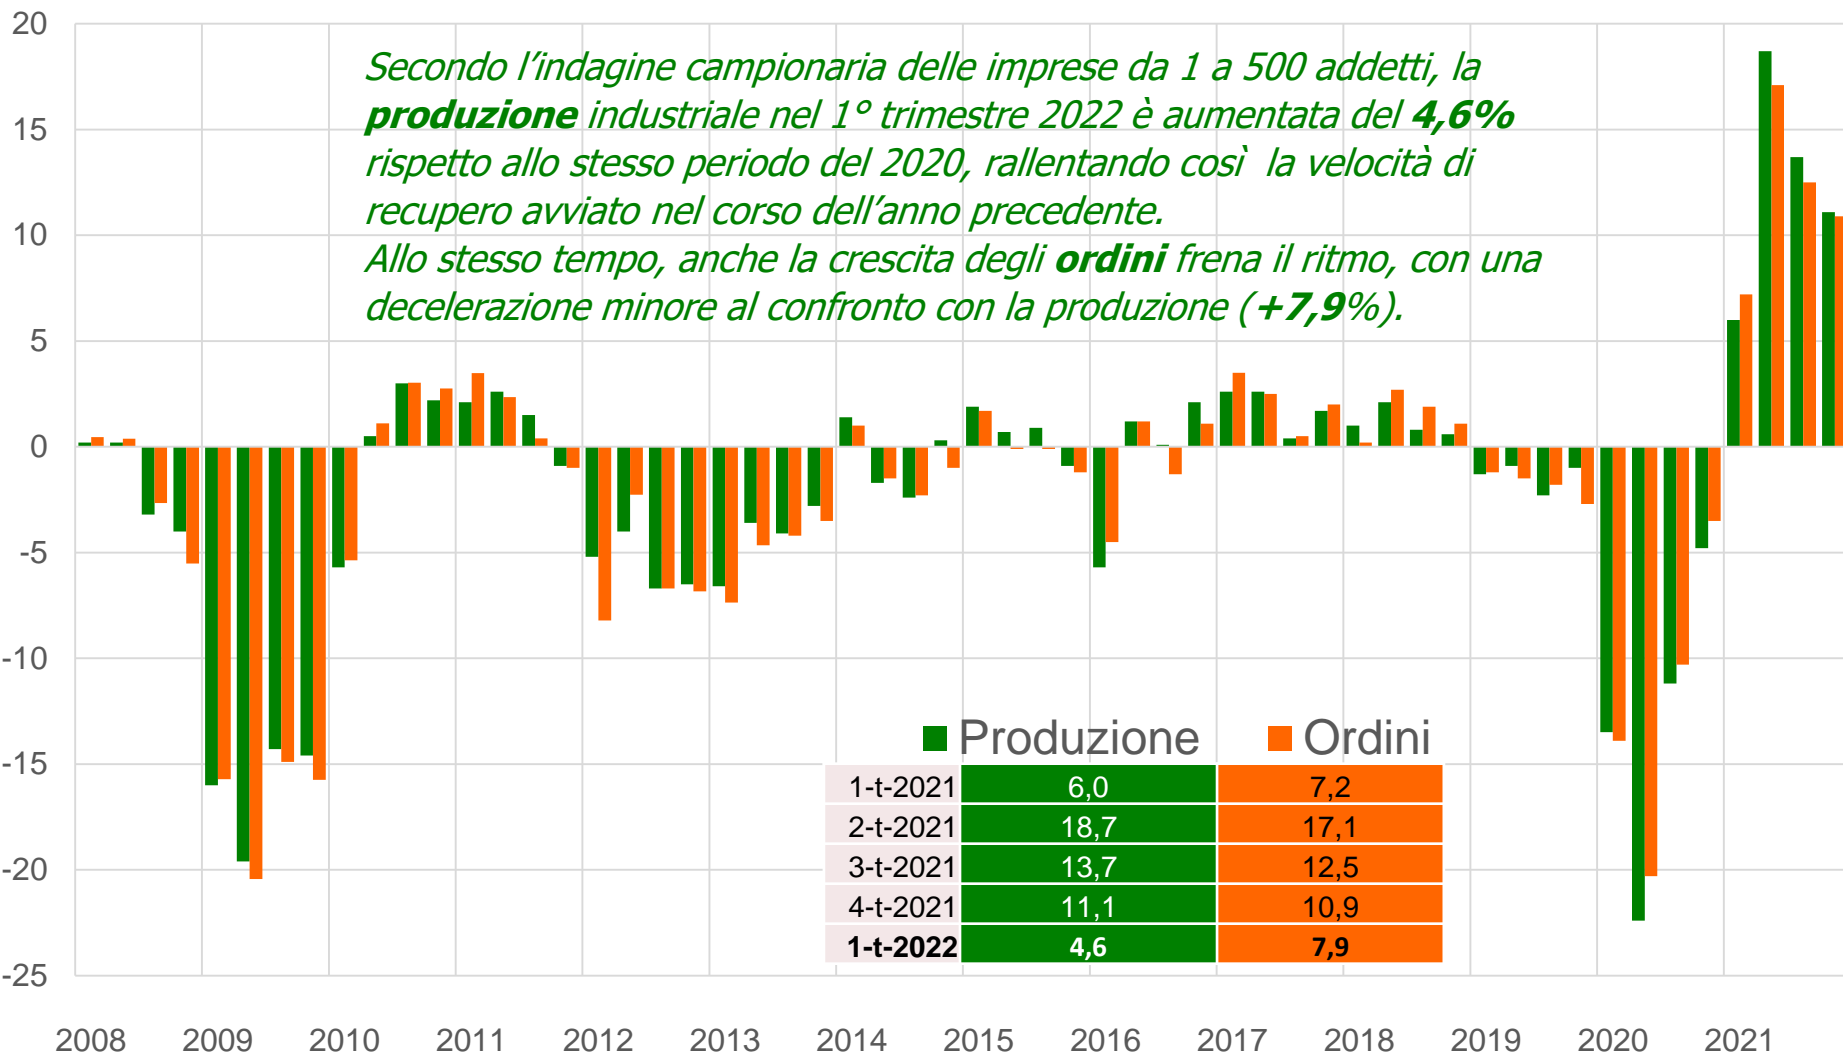 20
15
10
5
0
-5
-10
-15
-20
-25
Secondo l'indagine campionaria delle imprese da 1 a 500 addetti, la
produzione industriale nel 1° trimestre 2022 è aumentata del 4,6%
rispetto allo stesso periodo del 2020, rallentando così la velocità di
recupero avviato nel corso dell'anno precedente.
Allo stesso tempo, anche la crescita degli ordini frena il ritmo, con una
decelerazione minore al confronto con la produzione (+7,9%).
Produzione Ordini
1-t-2021 6,0 7,2
2-t-2021 18,7 17,1
3-t-2021 13,7 12,5
4-t-2021 11,1 10,9
1-t-2022 4,6 7,9
2008 2009 2010 2011 2012 2013 2014 2015 2016 2017 2018 2019 2020 2021